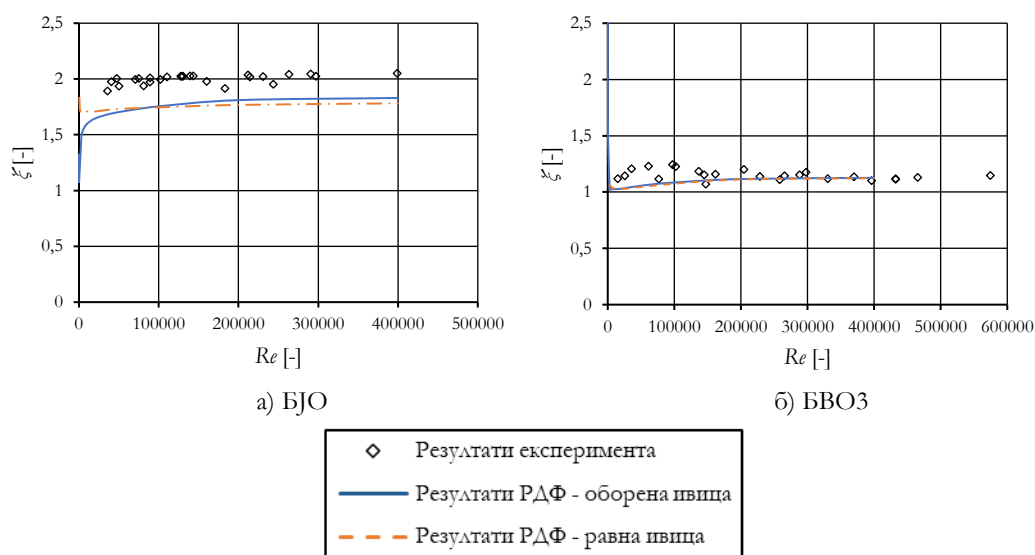 2,5
2
1,5
1
0,5
0
ξ [-]
0 100000 200000 300000 400000 500000
Re [-]
а) БЈО
2,5
2
1,5
1
0,5
0
ξ [-]
0 100000 200000 300000 400000 500000 600000
Re [-]
б) БВО3
Резултати експеримента
Резултати РДФ - оборена ивица
Резултати РДФ - равна ивица